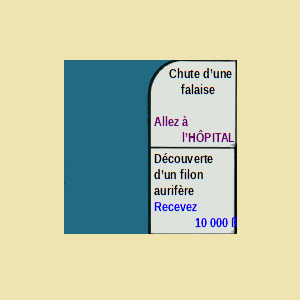 Chute d'une
falaise
Allez à
l'HÔPITAL
Découverte
d'un filon
aurifère
Recevez
10 000